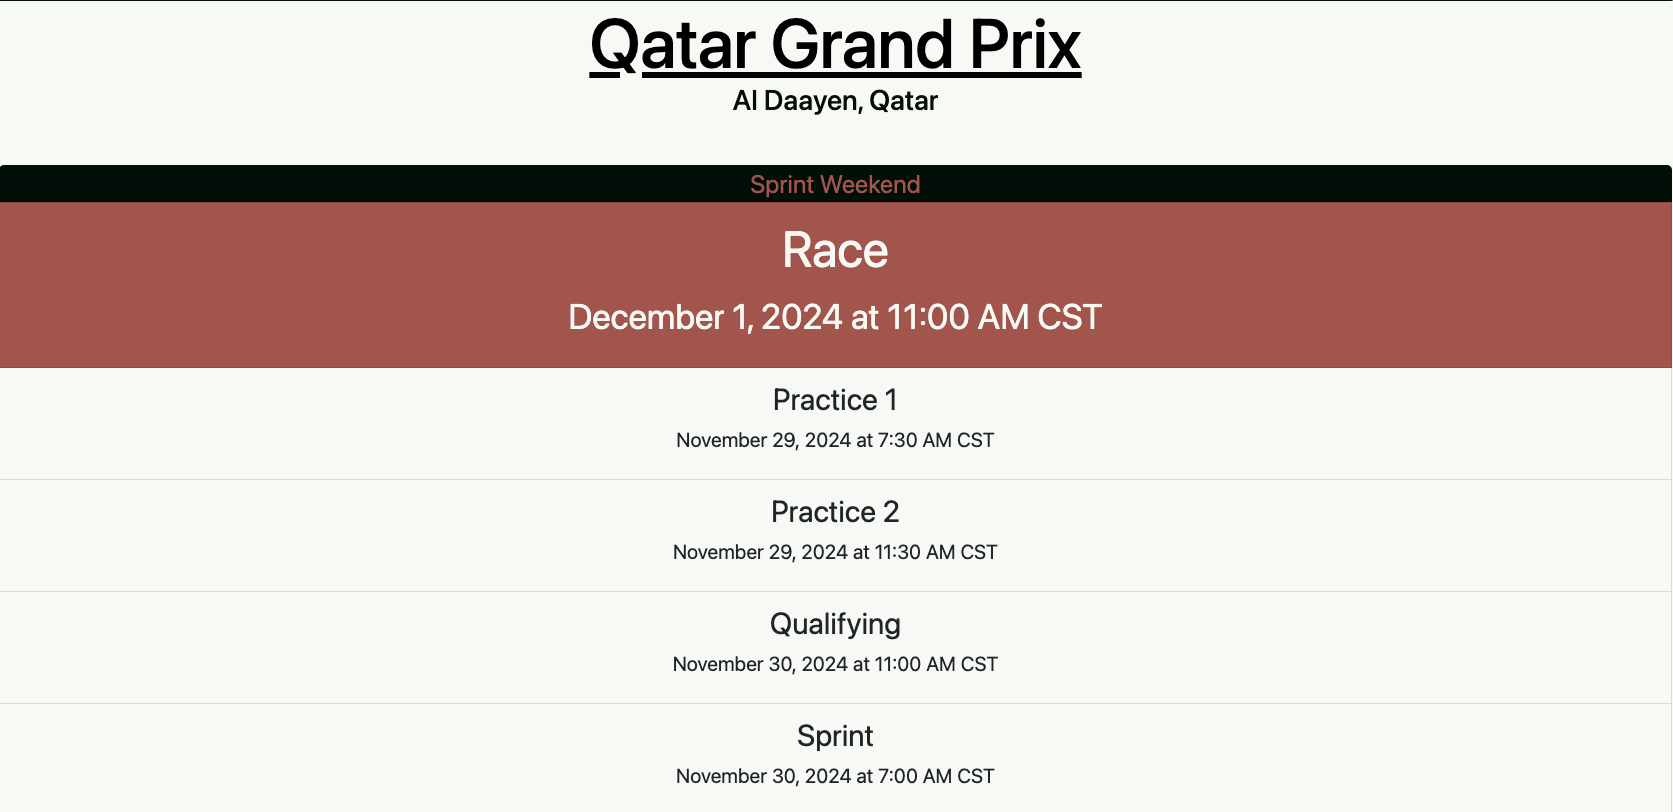 Qatar Grand Prix
Al Daayen, Qatar
Sprint Weekend
Race
December 1, 2024 at 11:00 AM CST
Practice 1
November 29, 2024 at 7:30 AM CST
Practice 2
November 29, 2024 at 11:30 AM CST
Qualifying
November 30, 2024 at 11:00 AM CST
Sprint
November 30, 2024 at 7:00 AM CST